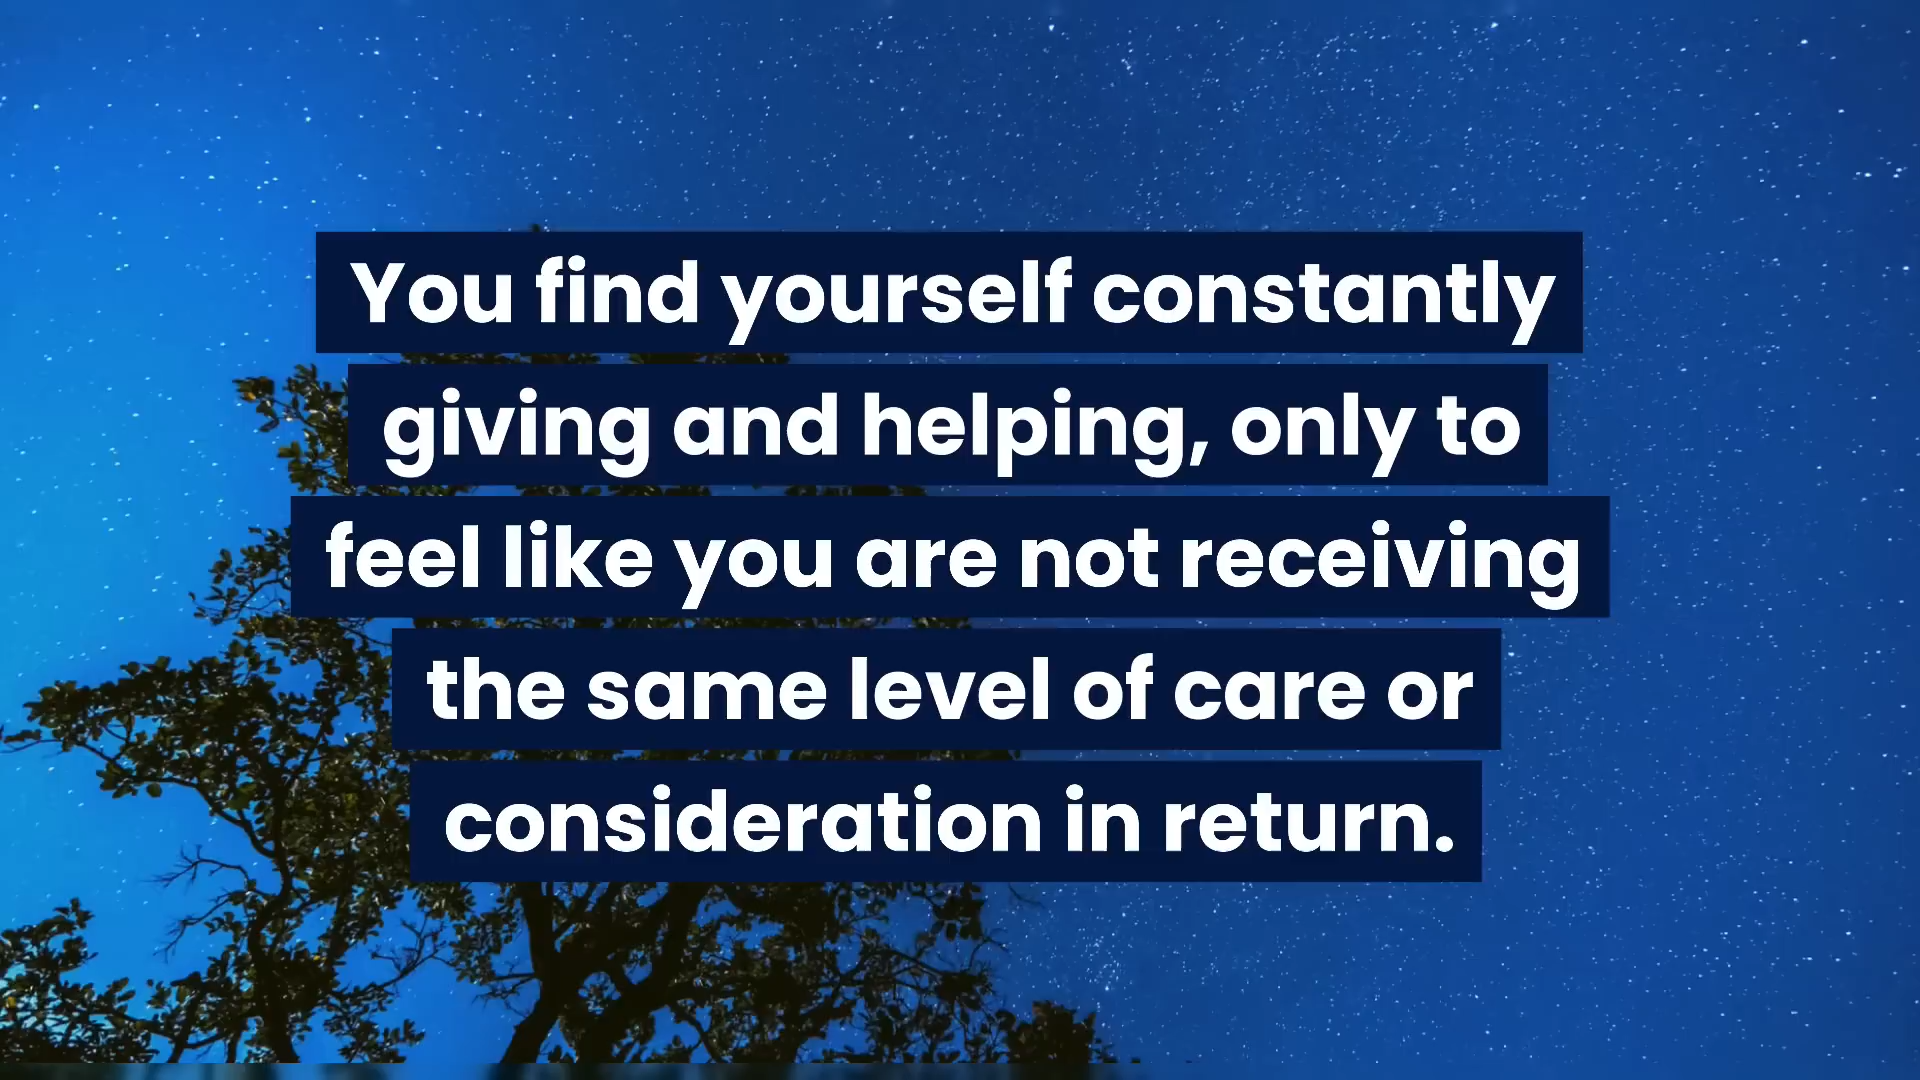 You find yourself constantly
giving and helping, only to
feel like you are not receiving
the same level of care or
consideration in return.